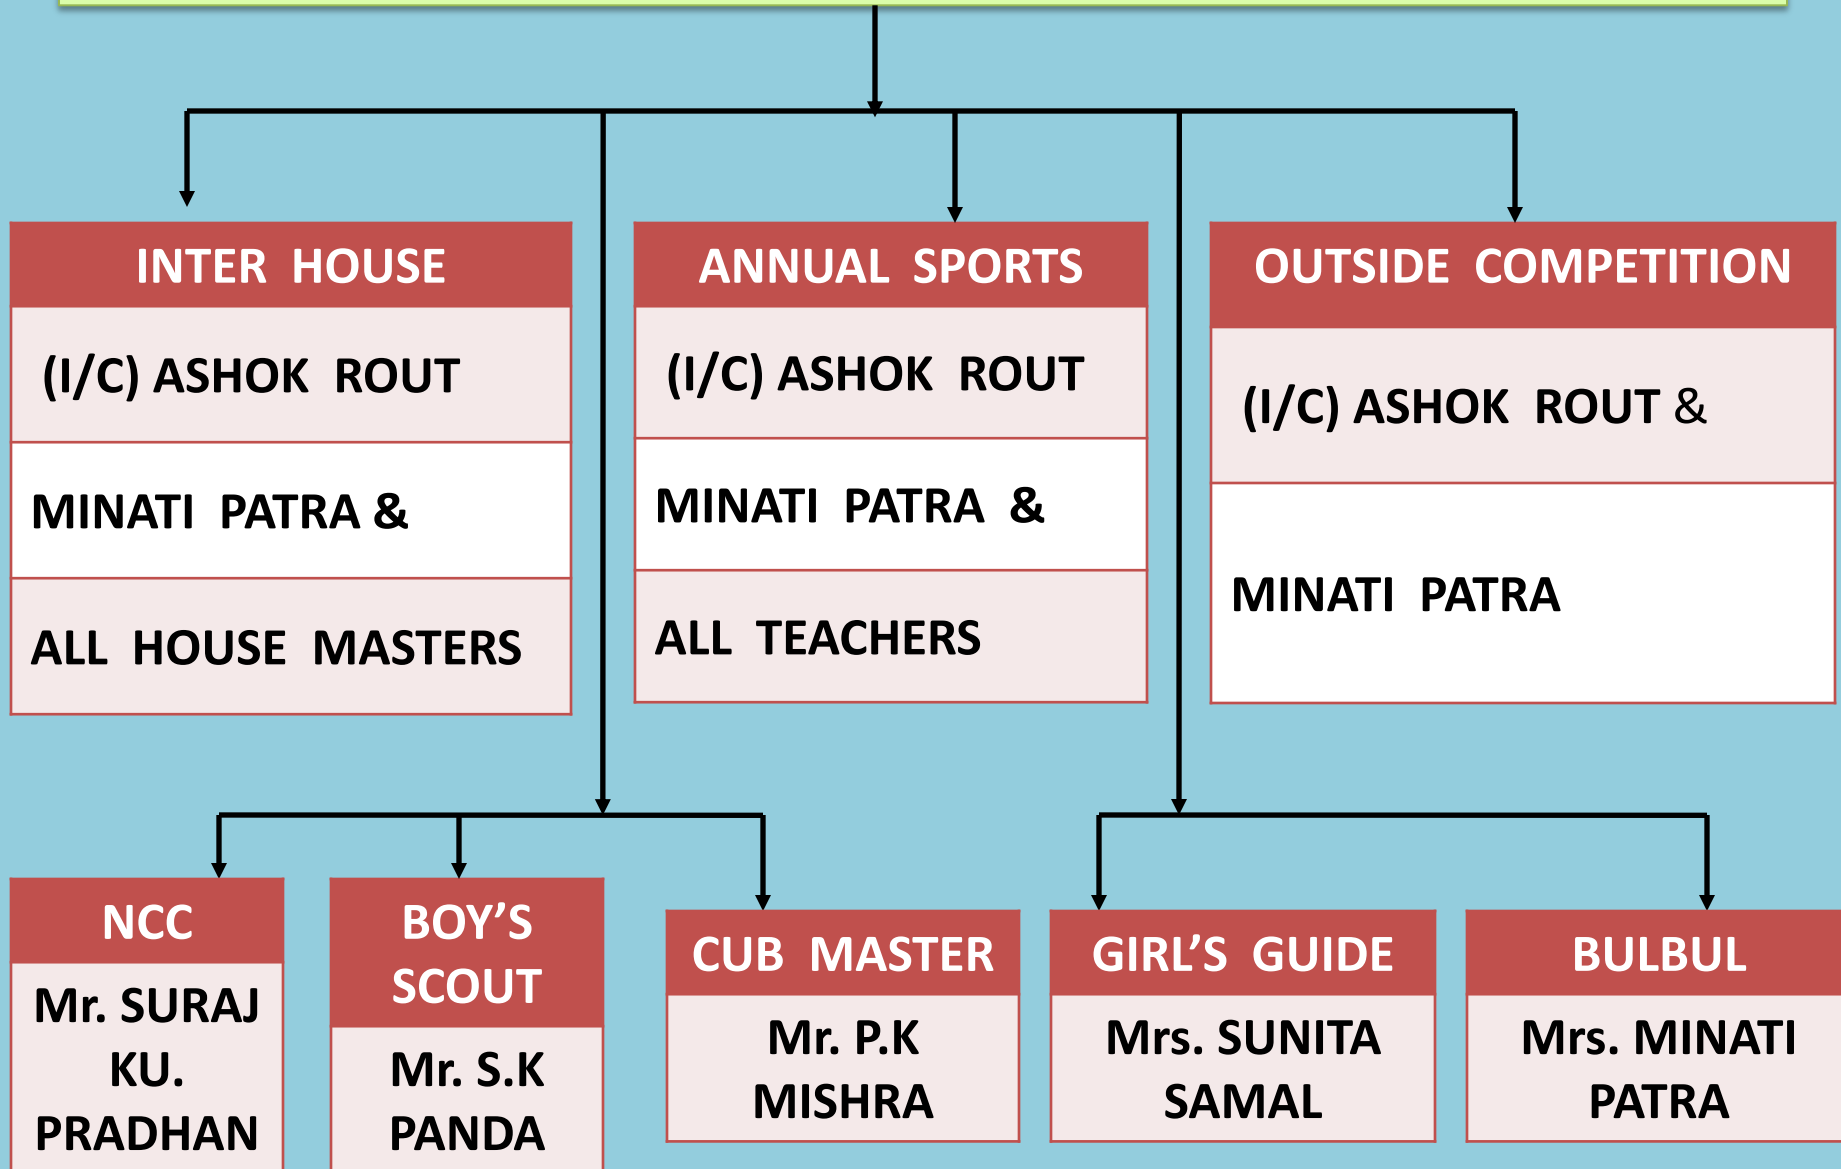 INTER HOUSE
(I/C) ASHOK ROUT
MINATI PATRA &
ALL HOUSE MASTERS
ANNUAL SPORTS
(I/C) ASHOK ROUT
MINATI PATRA &
ALL TEACHERS
OUTSIDE COMPETITION
(I/C) ASHOK ROUT &
MINATI PATRA
NCC
Mr. SURAJ
KU.
PRADHAN
BOY’S
SCOUT
Mr. S.K
PANDA
CUB MASTER
Mr. P.K
MISHRA
GIRL’S GUIDE
Mrs. SUNITA
SAMAL
BULBUL
Mrs. MINATI
PATRA